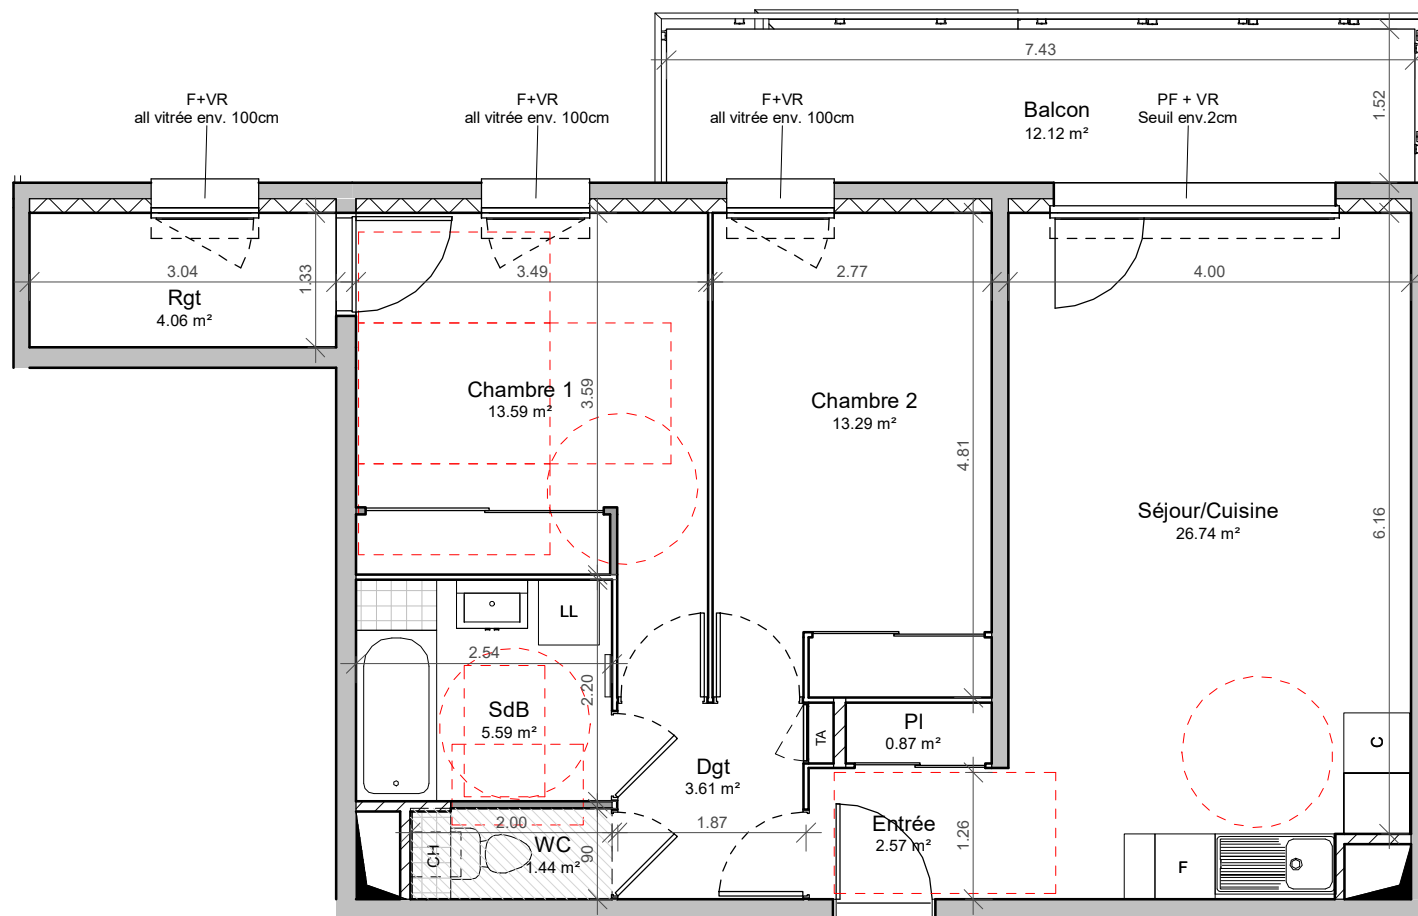 7.43
Balcon
12.12 m²
1.52
F+VR
all vitrée env. 100cm
F+VR
all vitrée env. 100cm
F+VR
all vitrée env. 100cm
PF + VR
Seuil env.2cm
3.04
1.33
3.49
2.77
4.00
Rgt
4.06 m²
Chambre 1
13.59 m²
3.59
Chambre 2
13.29 m²
4.81
Séjour/Cuisine
26.74 m²
6.16
LL
2.54
2.20
SdB
5.59 m²
TA
Pl
0.87 m²
Dgt
3.61 m²
C
2.00
1.87
WC
1.44 m²
CH
90
Entrée
2.57 m²
1.26
F